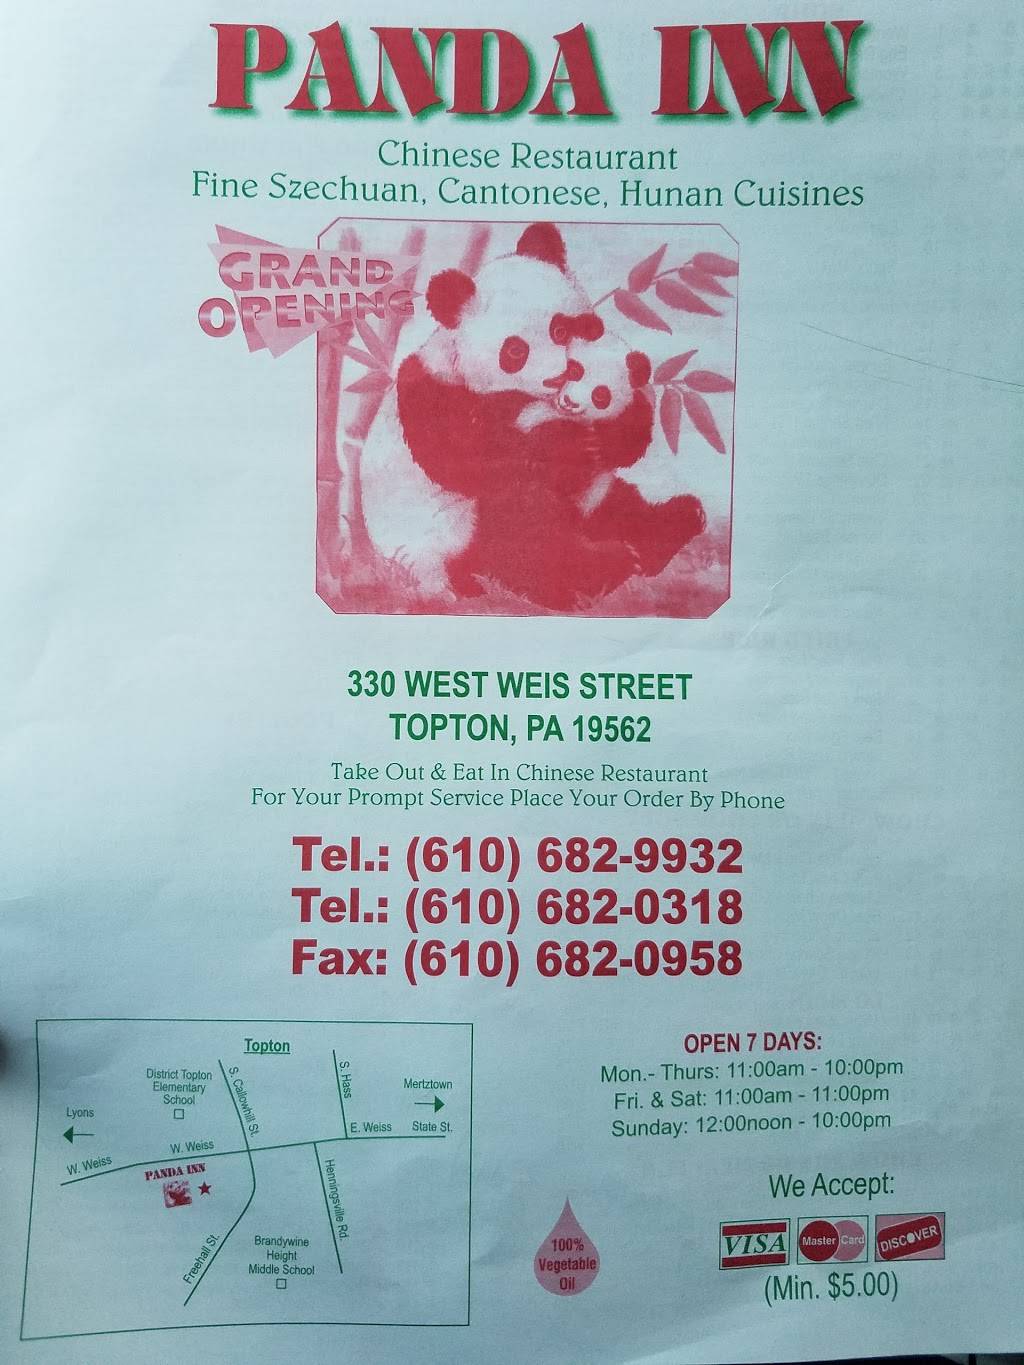 PANDA INN
Chinese Restaurant
Fine Szechuan, Cantonese, Hunan Cuisines
GRAND
OPENING
330 WEST WEIS STREET
TOPTON, PA 19562
Take Out & Eat In Chinese Restaurant
For Your Prompt Service Place Your Order By Phone
Tel.: (610) 682-9932
Tel.: (610) 682-0318
Fax: (610) 682-0958
Topton
District Topton
Elementary
School
S. Callowhill St.
S. Hass
Mertztown
Lyons
W. Weiss
W. Weiss
E. Weiss
State St.
PANDA INN
Henningsville Rd.
Freehall St.
Brandywine
Height
Middle School
OPEN 7 DAYS:
Mon.- Thurs: 11:00am - 10:00pm
Fri. & Sat: 11:00am - 11:00pm
Sunday: 12:00noon - 10:00pm
We Accept:
100%
Vegetable
Oil
VISA
Master Card
DISCOVER
(Min. $5.00)